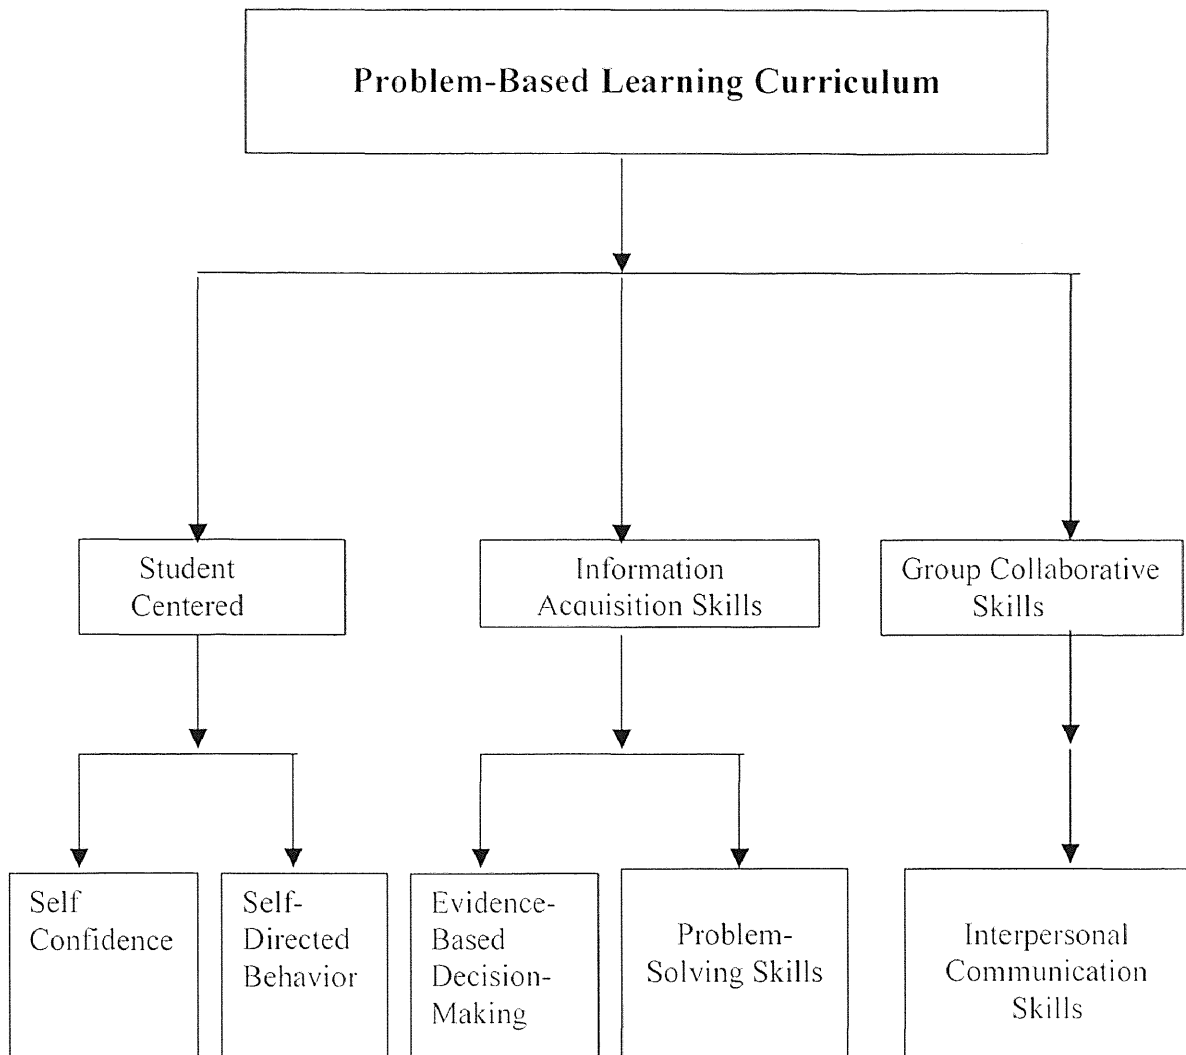 Problem-Based Learning Curriculum
Student
Centered
Information
Acquisition Skills
Group Collaborative
Skills
Self
Confidence
Self-
Directed
Behavior
Evidence-
Based
Decision-
Making
Problem-
Solving Skills
Interpersonal
Communication
Skills